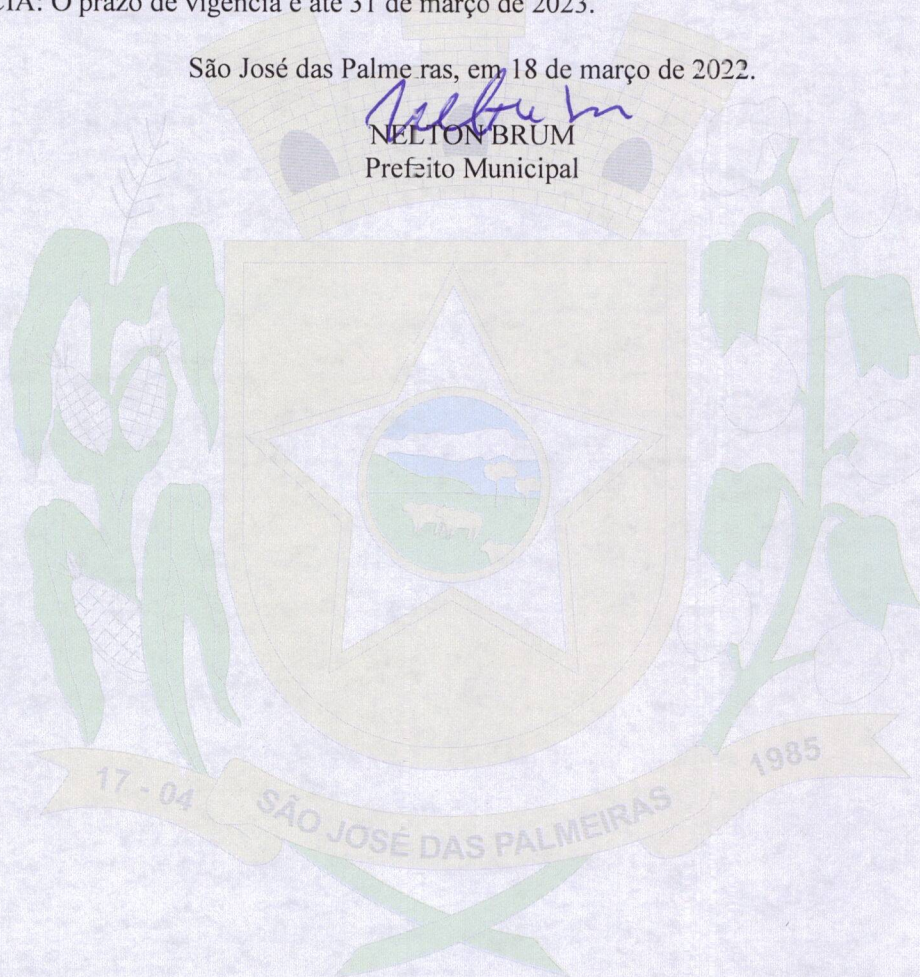 CIA: O prazo de vigência é até 31 de março de 2023.
São José das Palmeiras, em 18 de março de 2022.
NELTON BRUM
Prefeito Municipal
17 - 04
SÃO JOSÉ DAS PALMEIRAS
1985